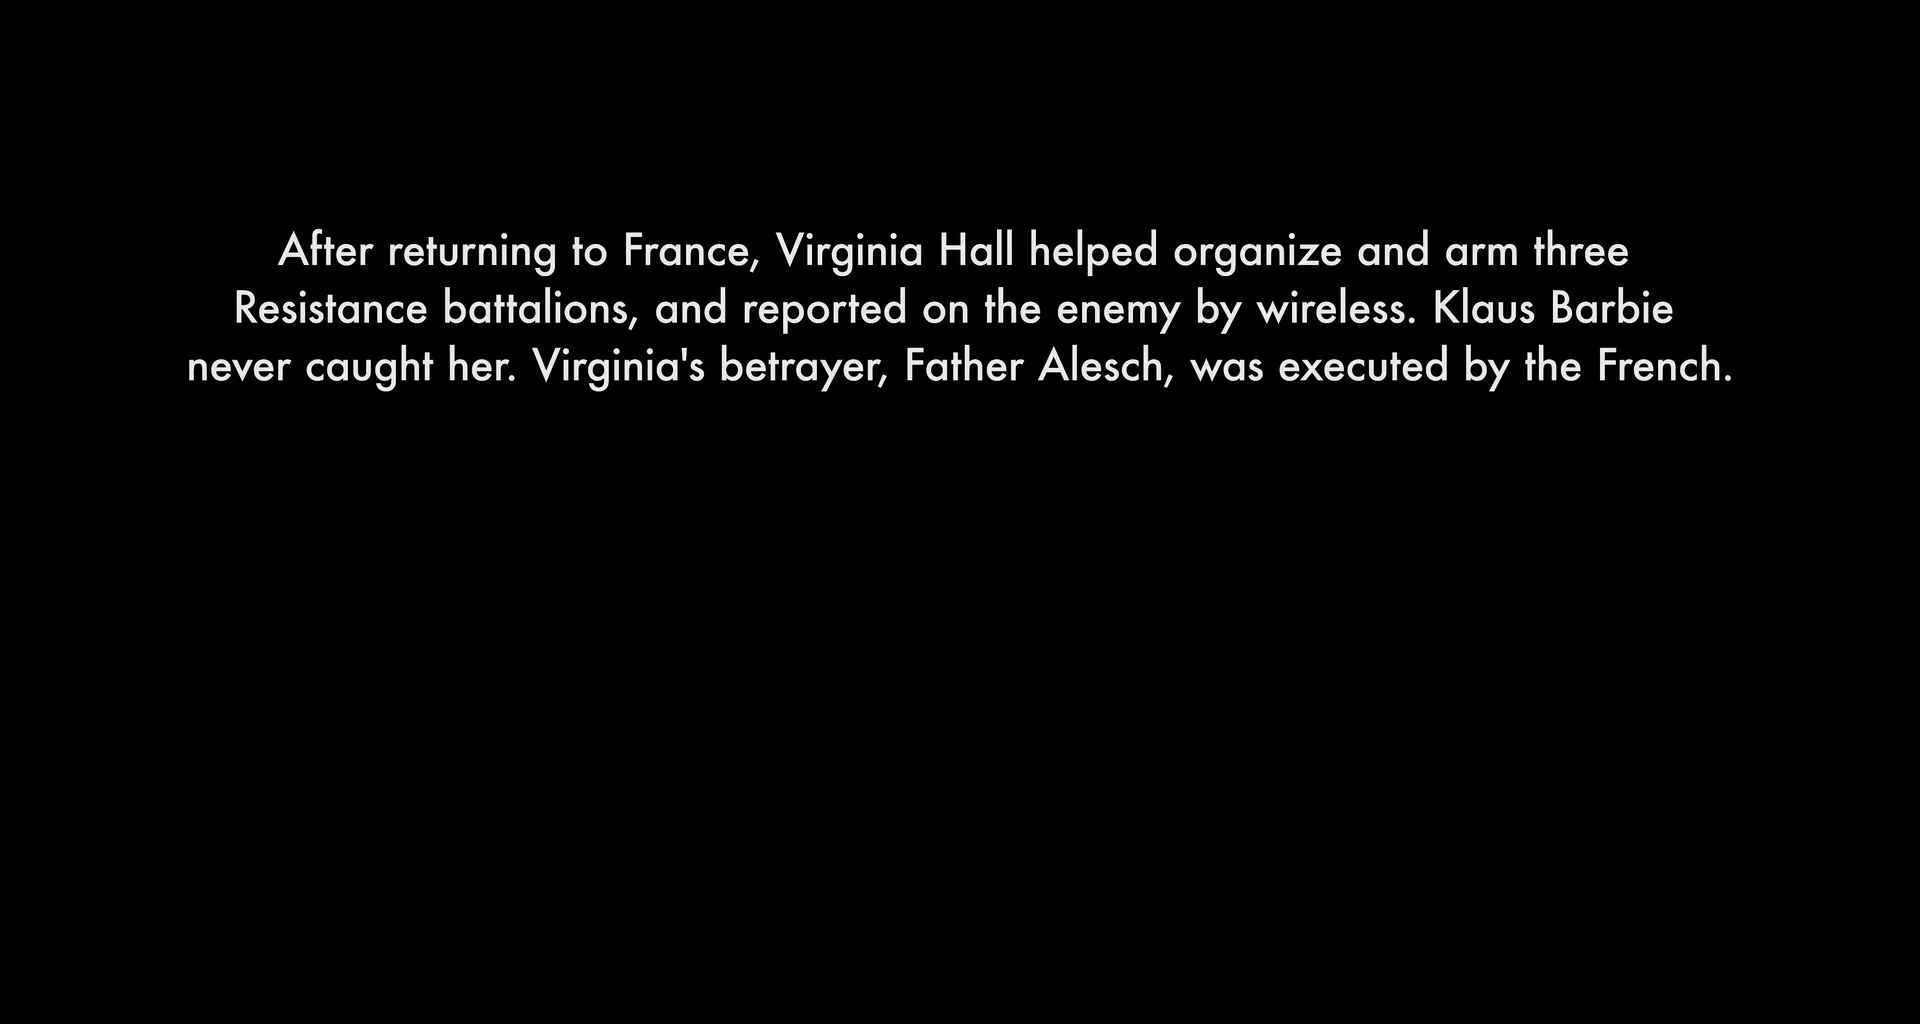 After returning to France, Virginia Hall helped organize and arm three
Resistance battalions, and reported on the enemy by wireless. Klaus Barbie
never caught her. Virginia's betrayer, Father Alesch, was executed by the French.